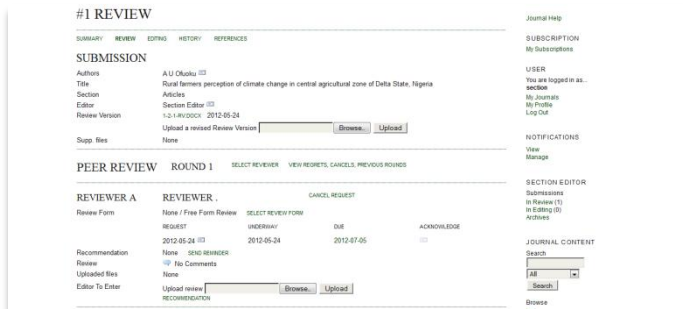 #1 REVIEW
SUMMARY REVIEW EDITING HISTORY REFERENCES
SUBMISSION
Authors A U Ofuoku
Title Rural farmers perception of climate change in central agricultural zone of Delta State, Nigeria
Section Articles
Editor Section Editor
Review Version 1-2-1-RV.DOCX 2012-05-24
Upload a revised Review Version Browse.. Upload
Supp. files None
PEER REVIEW ROUND 1 SELECT REVIEWER VIEW REGRETS, CANCELS, PREVIOUS ROUNDS
REVIEWER A REVIEWER . CANCEL REQUEST
Review Form None / Free Form Review SELECT REVIEW FORM
REQUEST UNDERWAY DUE ACKNOWLEDGE
2012-05-24 2012-05-24 2012-07-05
Recommendation None SEND REMINDER
Review No Comments
Uploaded files None
Editor To Enter Upload review Browse.. Upload
RECOMMENDATION
Journal Help
SUBSCRIPTION
My Subscriptions
USER
You are logged in as...
section
My Journals
My Profile
Log Out
NOTIFICATIONS
View
Manage
SECTION EDITOR
Submissions
In Review (1)
In Editing (0)
Archives
JOURNAL CONTENT
Search
All
Search
Browse